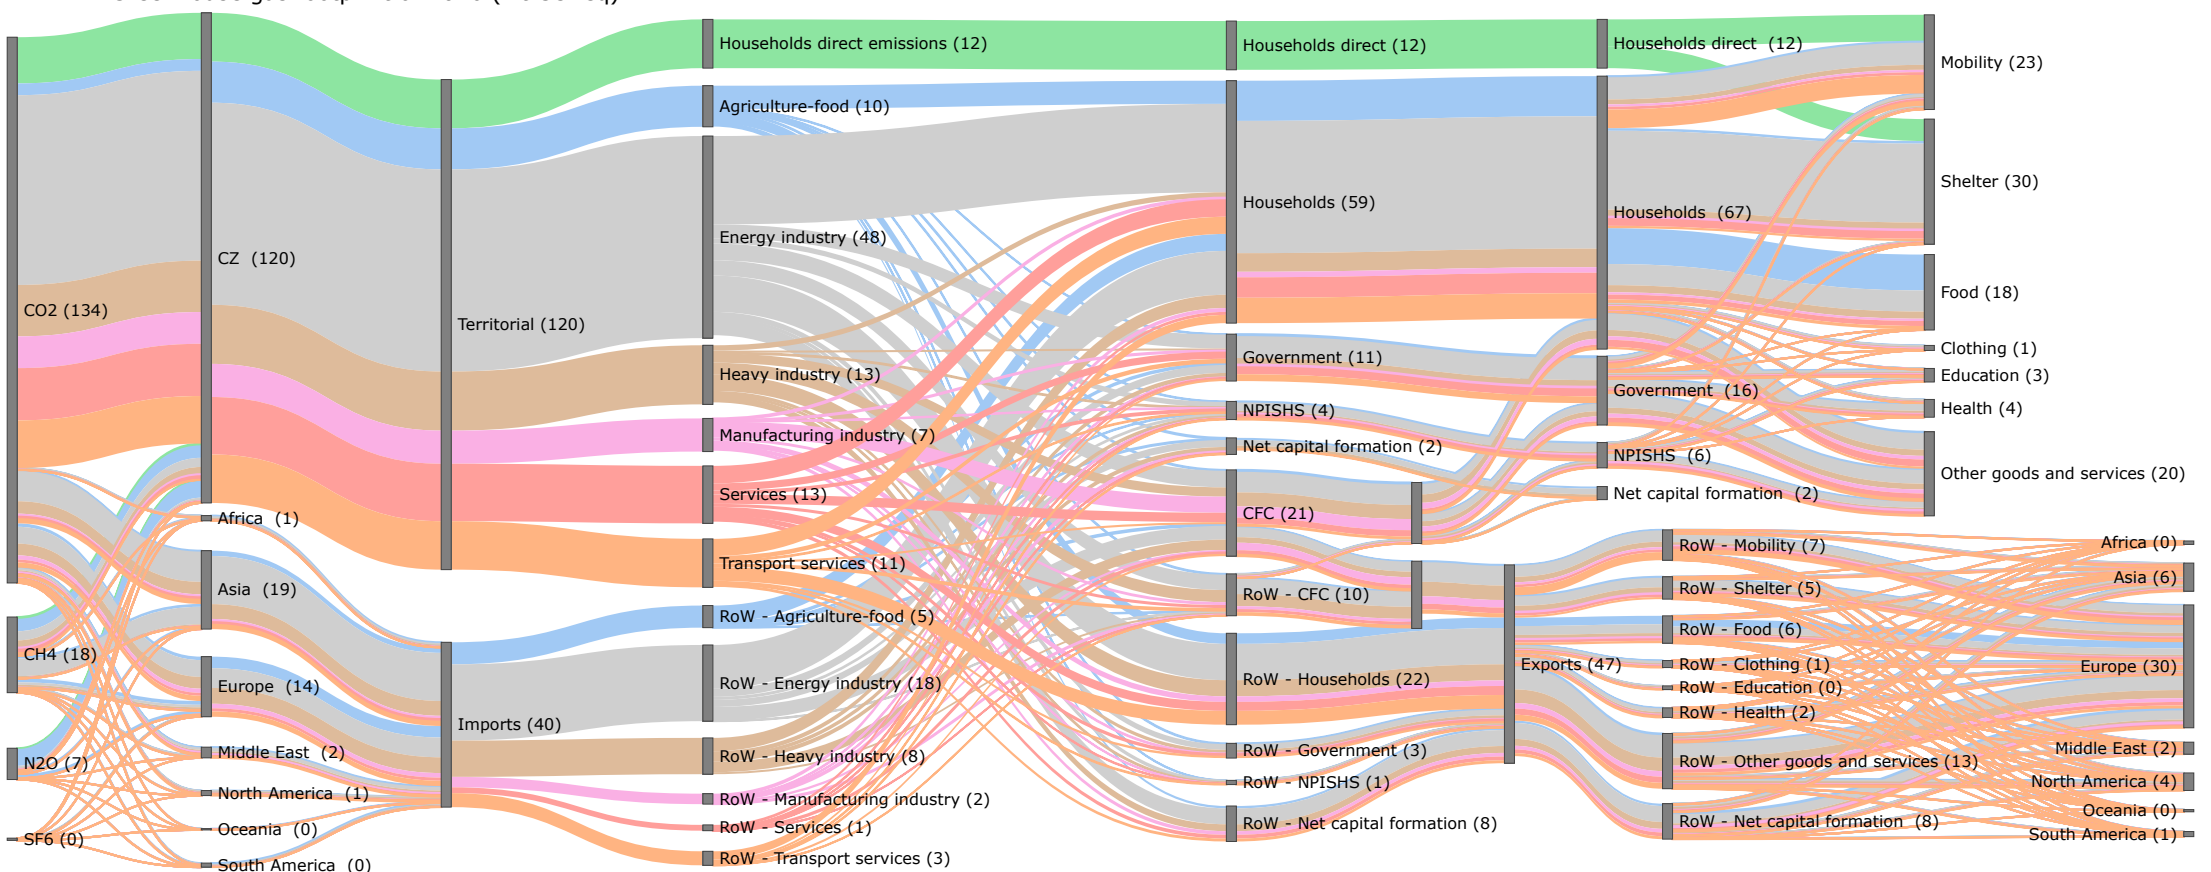 CO2 (134)
CH4 (18)
N2O (7)
SF6 (0)
CZ (120)
Africa (1)
Asia (19)
Europe (14)
Middle East (2)
North America (1)
Oceania (0)
South America (0)
Territorial (120)
Imports (40)
Households direct emissions (12)
Agriculture-food (10)
Energy industry (48)
Heavy industry (13)
Manufacturing industry (7)
Services (13)
Transport services (11)
RoW - Agriculture-food (5)
RoW - Energy industry (18)
RoW - Heavy industry (8)
RoW - Manufacturing industry (2)
RoW - Services (1)
RoW - Transport services (3)
Households direct (12)
Households (59)
Government (11)
NPISHS (4)
Net capital formation (2)
CFC (21)
RoW - CFC (10)
RoW - Households (22)
RoW - Government (3)
RoW - NPISHS (1)
RoW - Net capital formation (8)
Households direct (12)
Households (67)
Government (16)
NPISHS (6)
Net capital formation (2)
Exports (47)
RoW - Mobility (7)
RoW - Shelter (5)
RoW - Food (6)
RoW - Clothing (1)
RoW - Education (0)
RoW - Health (2)
RoW - Other goods and services (13)
RoW - Net capital formation (8)
Mobility (23)
Shelter (30)
Food (18)
Clothing (1)
Education (3)
Health (4)
Other goods and services (20)
Africa (0)
Asia (6)
Europe (30)
Middle East (2)
North America (4)
Oceania (0)
South America (1)